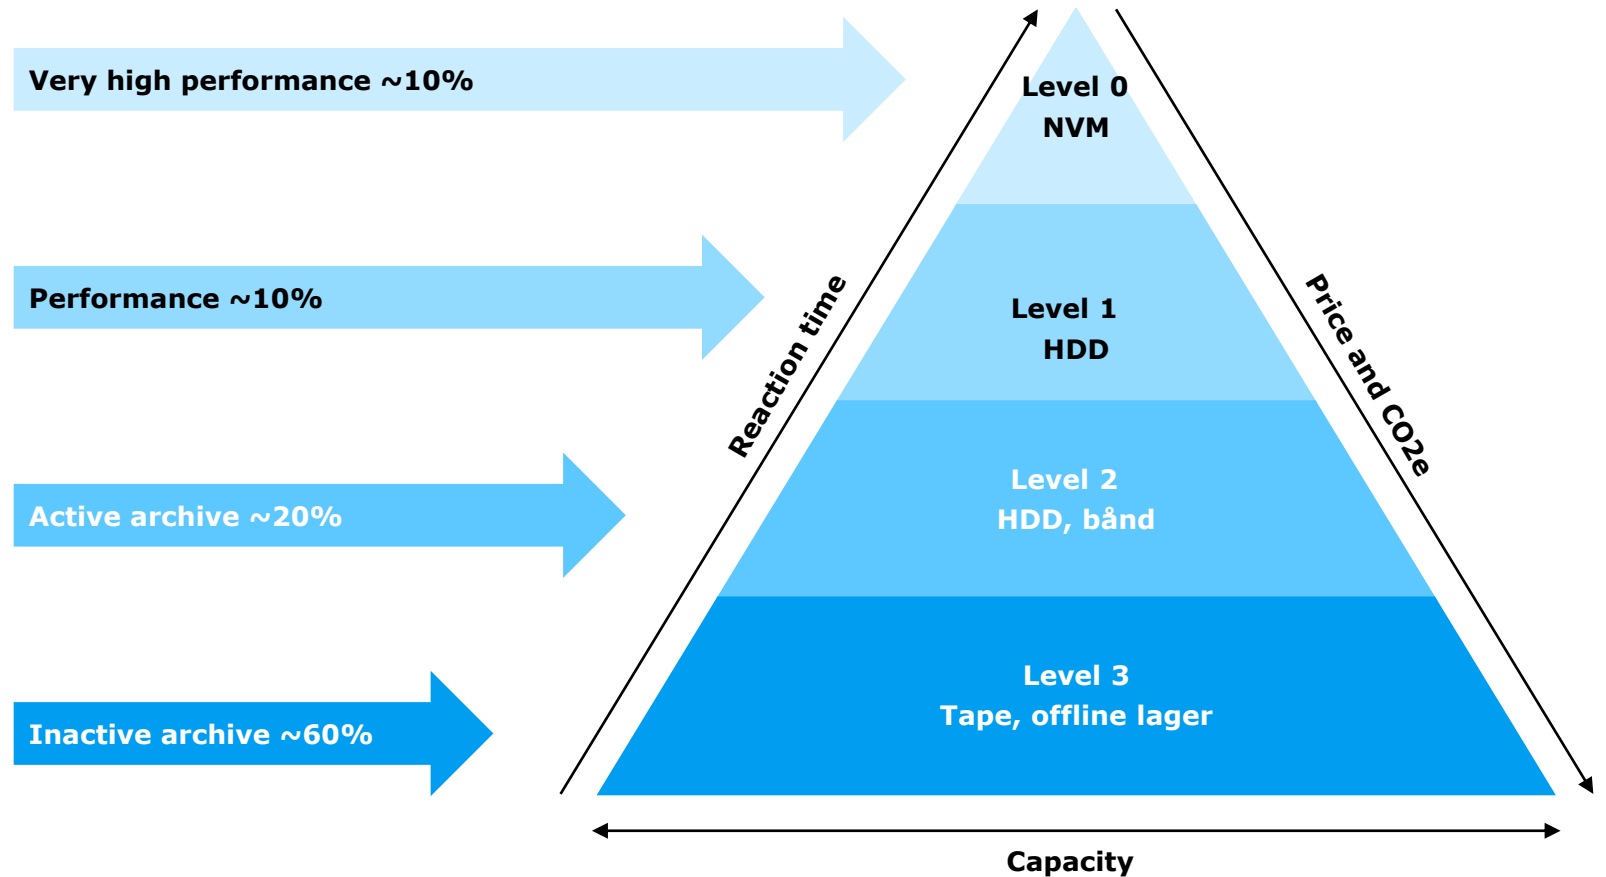 Very high performance ~10%
Level 0
NVM
Performance ~10%
Reaction time
Level 1
HDD
Price and CO2e
Active archive ~20%
Level 2
HDD, bånd
Inactive archive ~60%
Level 3
Tape, offline lager
Capacity